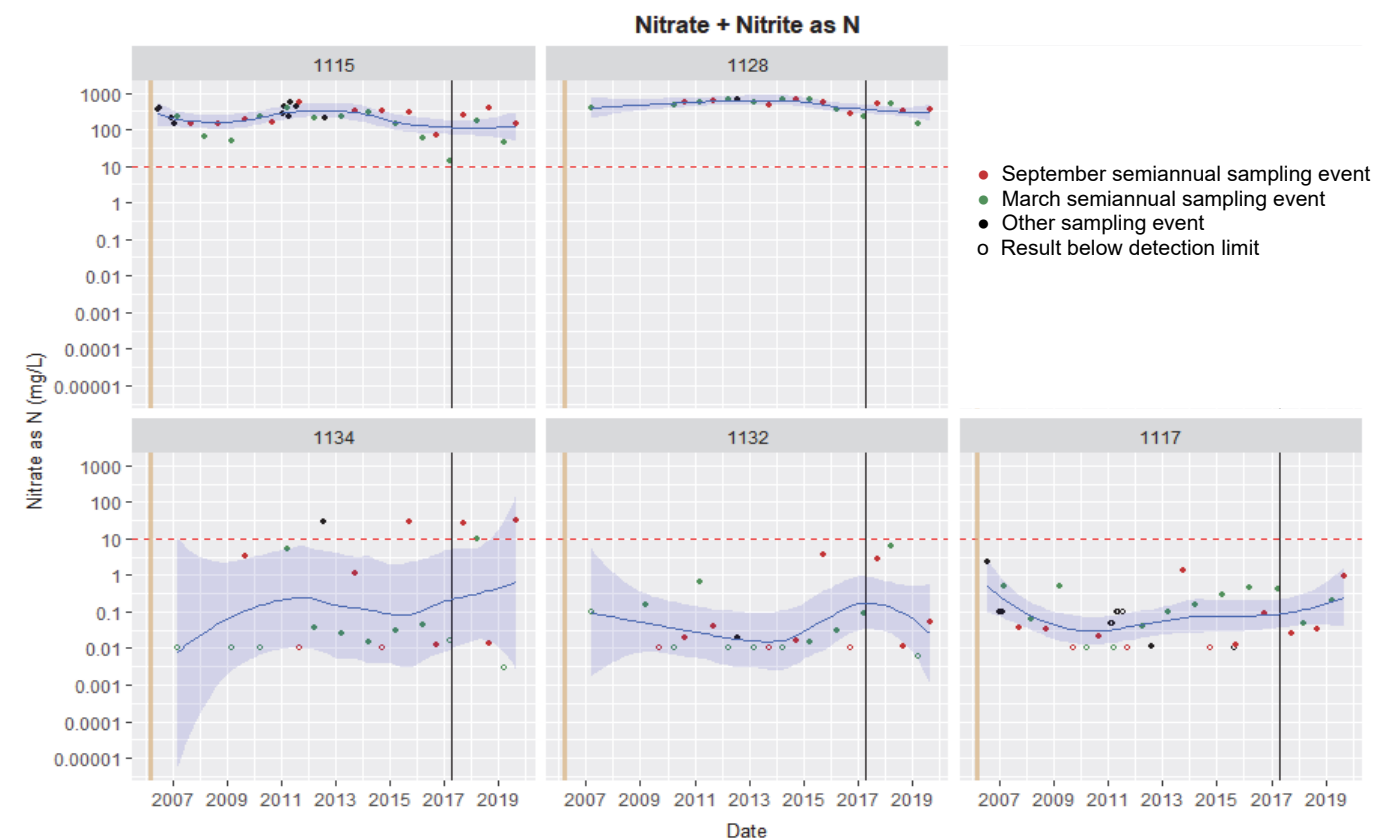 Nitrate + Nitrite as N
1115
1128
1000
100
10
1
0.1
0.01
0.001
0.0001
0.00001
September semiannual sampling event
March semiannual sampling event
Other sampling event
Result below detection limit
Nitrate as N (mg/L)
1134
1132
1117
1000
100
10
1
0.1
0.01
0.001
0.0001
0.00001
2007 2009 2011 2013 2015 2017 2019
2007 2009 2011 2013 2015 2017 2019
2007 2009 2011 2013 2015 2017 2019
Date